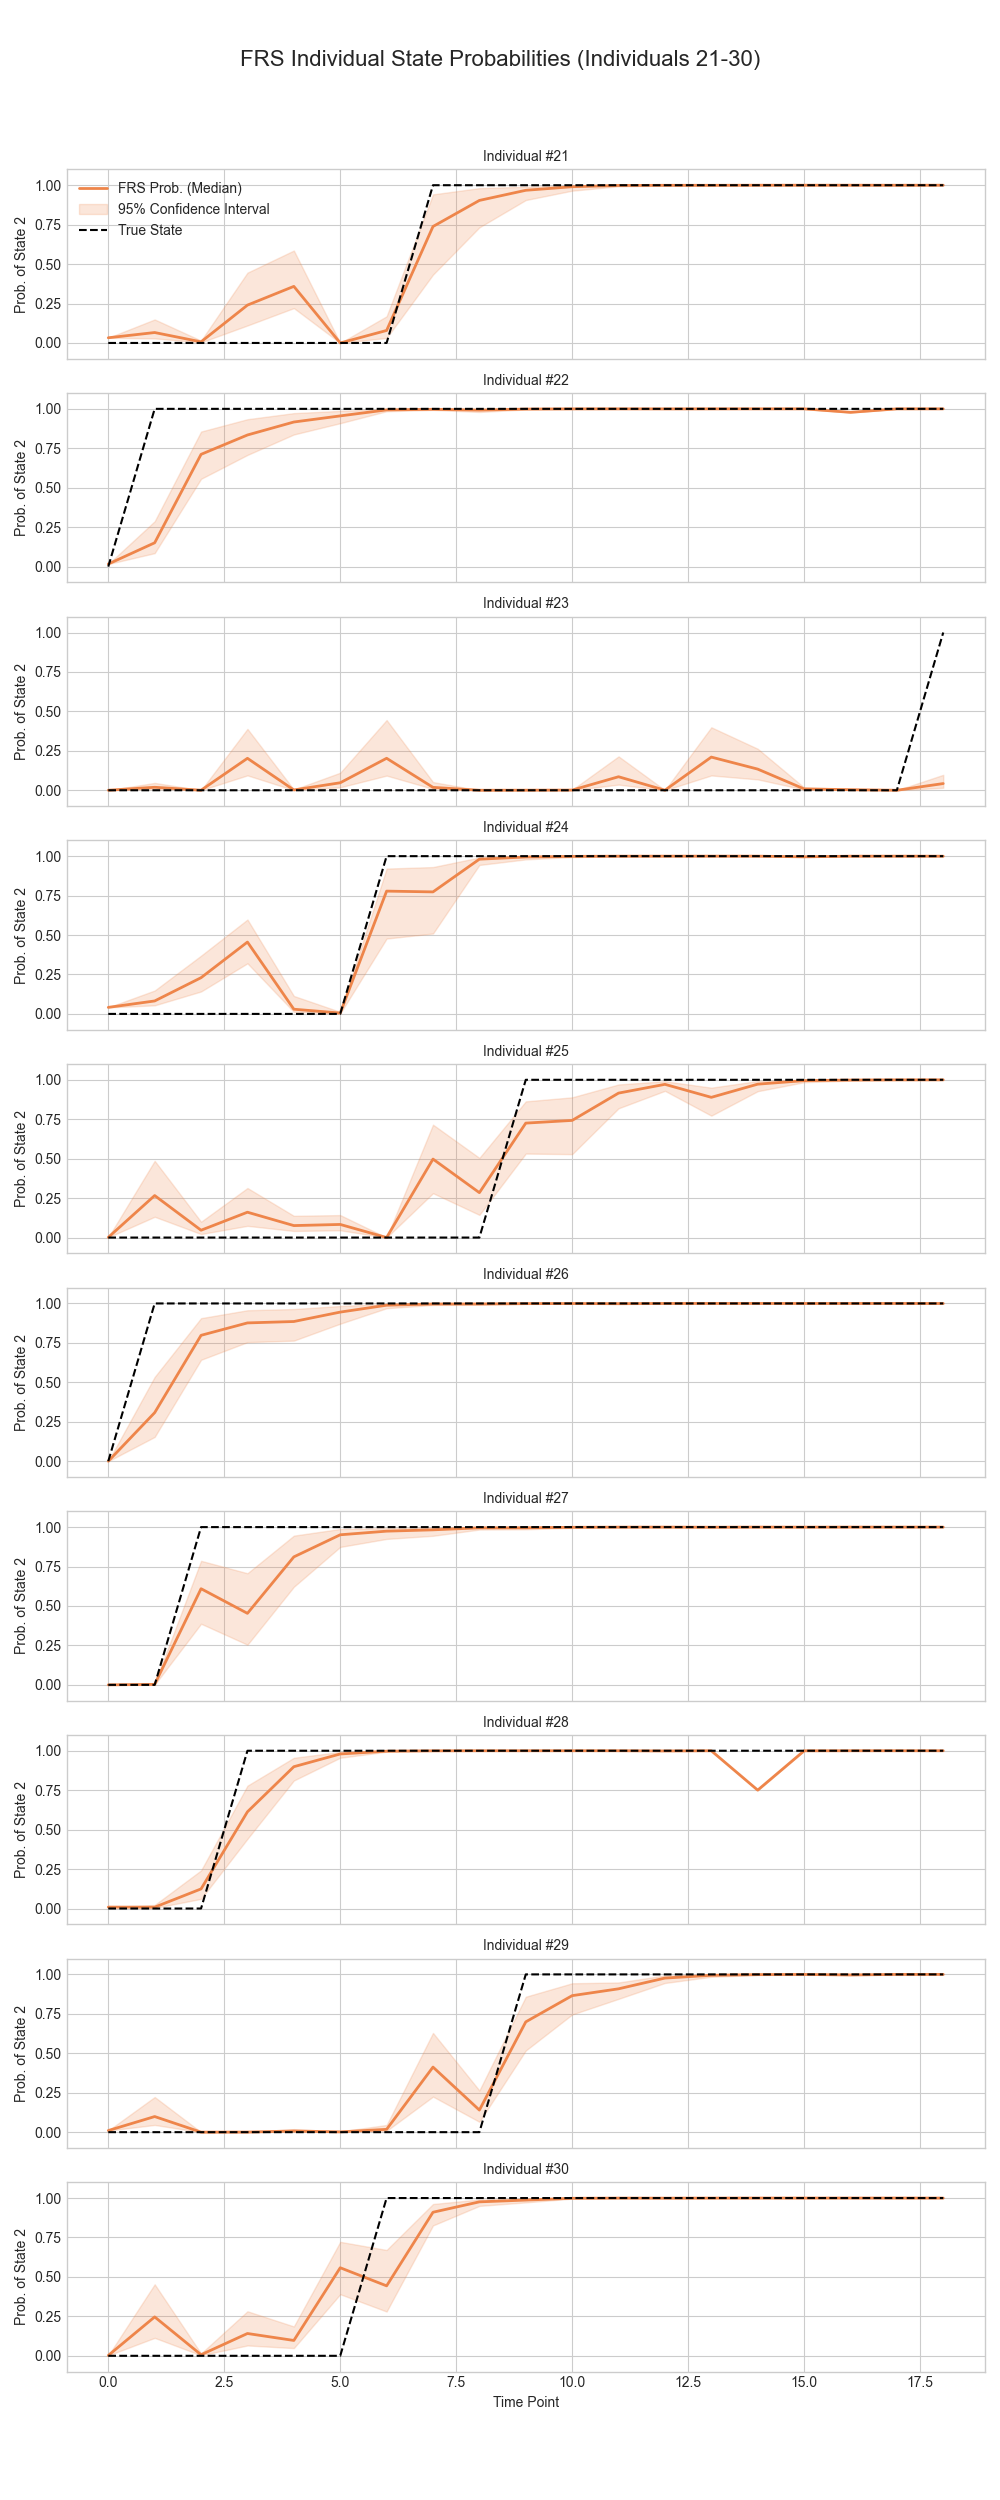 FRS Individual State Probabilities (Individuals 21-30)
Individual #21
1.00
0.75
0.50
0.25
0.00
Prob. of State 2
FRS Prob. (Median)
95% Confidence Interval
True State
Individual #22
1.00
0.75
0.50
0.25
0.00
Prob. of State 2
Individual #23
1.00
0.75
0.50
0.25
0.00
Prob. of State 2
Individual #24
1.00
0.75
0.50
0.25
0.00
Prob. of State 2
Individual #25
1.00
0.75
0.50
0.25
0.00
Prob. of State 2
Individual #26
1.00
0.75
0.50
0.25
0.00
Prob. of State 2
Individual #27
1.00
0.75
0.50
0.25
0.00
Prob. of State 2
Individual #28
1.00
0.75
0.50
0.25
0.00
Prob. of State 2
Individual #29
1.00
0.75
0.50
0.25
0.00
Prob. of State 2
Individual #30
1.00
0.75
0.50
0.25
0.00
Prob. of State 2
0.0 2.5 5.0 7.5 10.0 12.5 15.0 17.5
Time Point